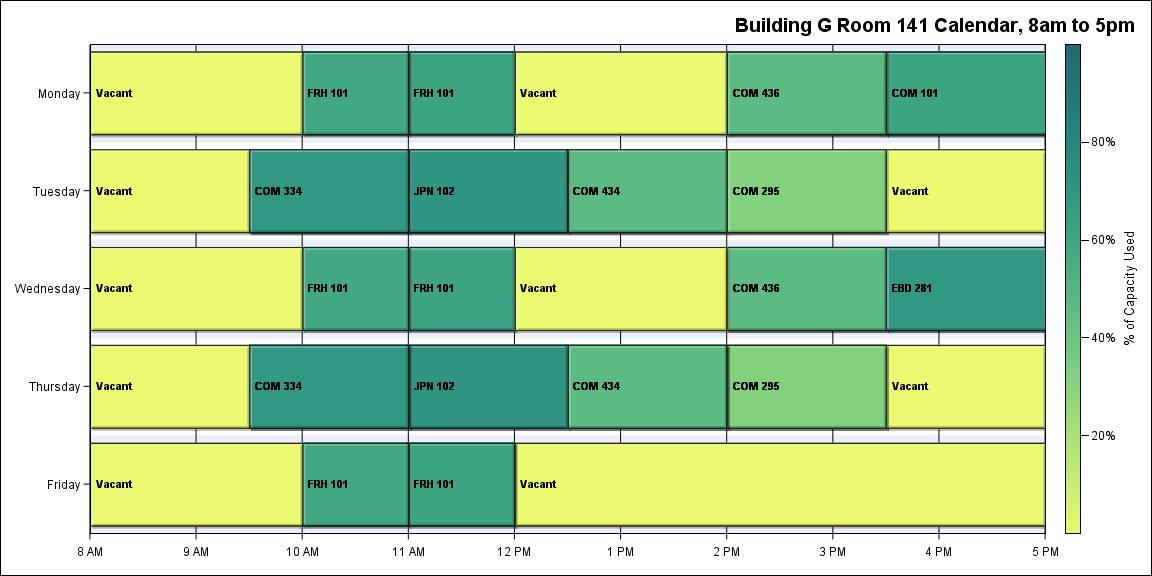 Building G Room 141 Calendar, 8am to 5pm
Monday
Vacant
FRH 101
FRH 101
Vacant
COM 436
COM 101
Tuesday
Vacant
COM 334
JPN 102
COM 434
COM 295
Vacant
Wednesday
Vacant
FRH 101
FRH 101
Vacant
COM 436
EBD 281
Thursday
Vacant
COM 334
JPN 102
COM 434
COM 295
Vacant
Friday
Vacant
FRH 101
FRH 101
Vacant
8 AM
9 AM
10 AM
11 AM
12 PM
1 PM
2 PM
3 PM
4 PM
5 PM
80%
60%
40%
20%
% of Capacity Used